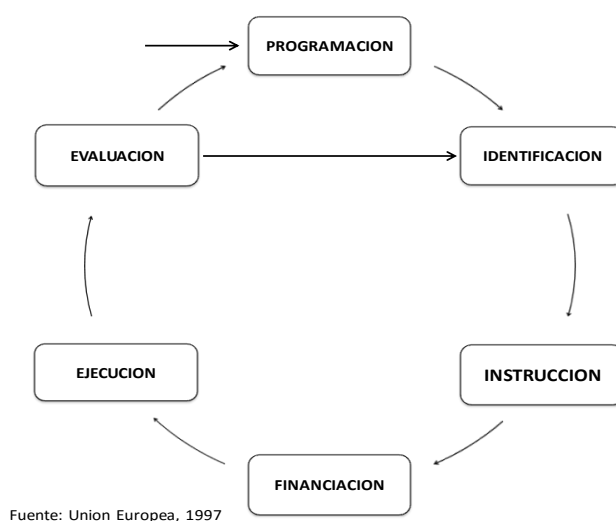 PROGRAMACION
EVALUACION
IDENTIFICACION
EJECUCION
INSTRUCCION
FINANCIACION
Fuente: Union Europea, 1997